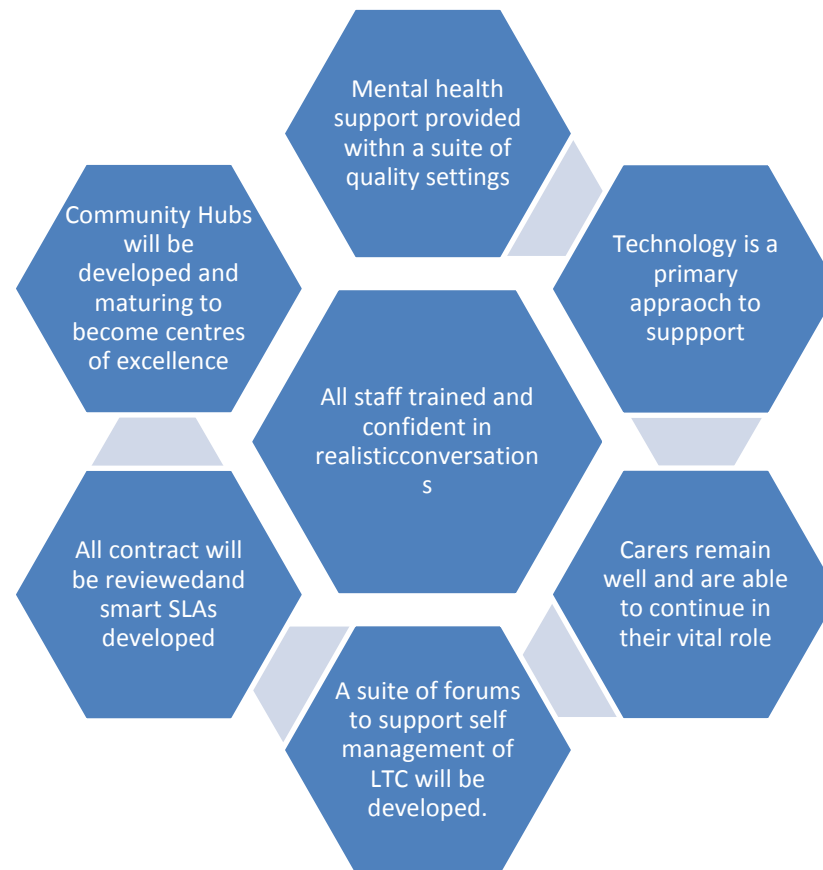 Mental health
support provided
withn a suite of
quality settings
Technology is a
primary
appraoch to
suppport
Carers remain
well and are able
to continue in
their vital role
A suite of forums
to support self
management of
LTC will be
developed.
All contract will
be reviewedand
smart SLAs
developed
Community Hubs
will be
developed and
maturing to
become centres
of excellence
All staff trained and
confident in
realisticconversation
s